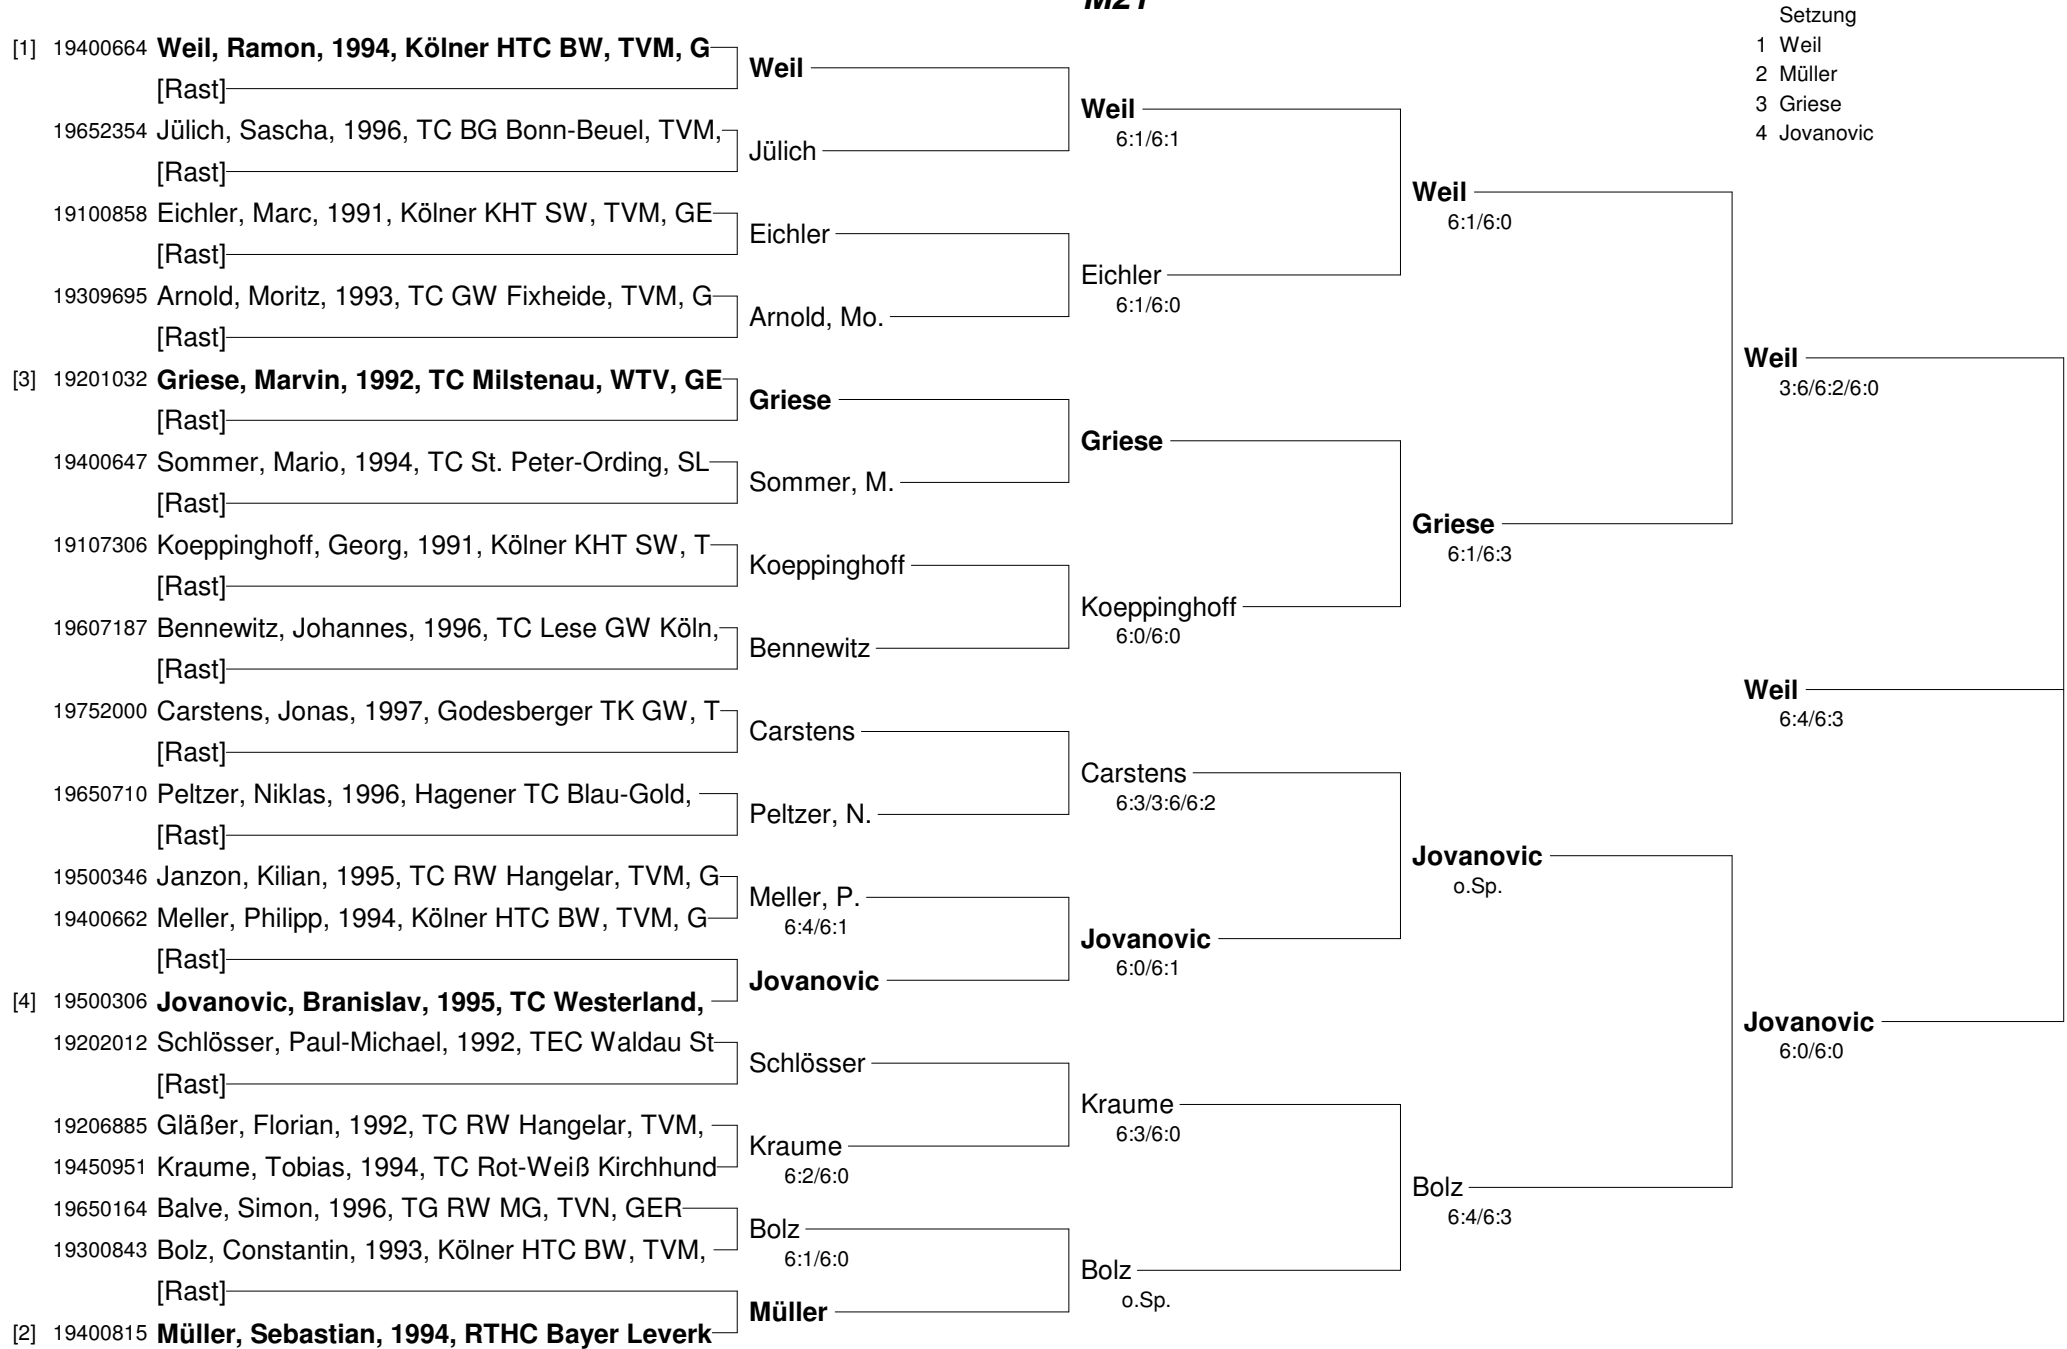 M21
Setzung
1 Weil
2 Müller
3 Griese
4 Jovanovic
[1] 19400664 Weil, Ramon, 1994, Kölner HTC BW, TVM, G
[Rast]
19652354 Jülich, Sascha, 1996, TC BG Bonn-Beuel, TVM,
[Rast]
19100858 Eichler, Marc, 1991, Kölner KHT SW, TVM, GE
[Rast]
19309695 Arnold, Moritz, 1993, TC GW Fixheide, TVM, G
[Rast]
[3] 19201032 Griese, Marvin, 1992, TC Milstenau, WTV, GE
[Rast]
19400647 Sommer, Mario, 1994, TC St. Peter-Ording, SL
[Rast]
19107306 Koeppinghoff, Georg, 1991, Kölner KHT SW, T
[Rast]
19607187 Bennewitz, Johannes, 1996, TC Lese GW Köln,
[Rast]
19752000 Carstens, Jonas, 1997, Godesberger TK GW, T
[Rast]
19650710 Peltzer, Niklas, 1996, Hagener TC Blau-Gold,
[Rast]
19500346 Janzon, Kilian, 1995, TC RW Hangelar, TVM, G
19400662 Meller, Philipp, 1994, Kölner HTC BW, TVM, G
[Rast]
[4] 19500306 Jovanovic, Branislav, 1995, TC Westerland,
19202012 Schlösser, Paul-Michael, 1992, TEC Waldau St
[Rast]
19206885 Gläßer, Florian, 1992, TC RW Hangelar, TVM,
19450951 Kraume, Tobias, 1994, TC Rot-Weiß Kirchhund
19650164 Balve, Simon, 1996, TG RW MG, TVN, GER
19300843 Bolz, Constantin, 1993, Kölner HTC BW, TVM,
[Rast]
[2] 19400815 Müller, Sebastian, 1994, RTHC Bayer Leverk
Weil
Jülich
Eichler
Arnold, Mo.
Griese
Sommer, M.
Koeppinghoff
Bennewitz
Carstens
Peltzer, N.
Meller, P.
6:4/6:1
Jovanovic
Schlösser
Kraume
6:2/6:0
Bolz
6:1/6:0
Müller
Weil
6:1/6:1
Eichler
6:1/6:0
Griese
Koeppinghoff
6:0/6:0
Carstens
6:3/3:6/6:2
Jovanovic
6:0/6:1
Kraume
6:3/6:0
Bolz
o.Sp.
Weil
6:1/6:0
Griese
6:1/6:3
Jovanovic
o.Sp.
Bolz
6:4/6:3
Weil
3:6/6:2/6:0
Weil
6:4/6:3
Jovanovic
6:0/6:0